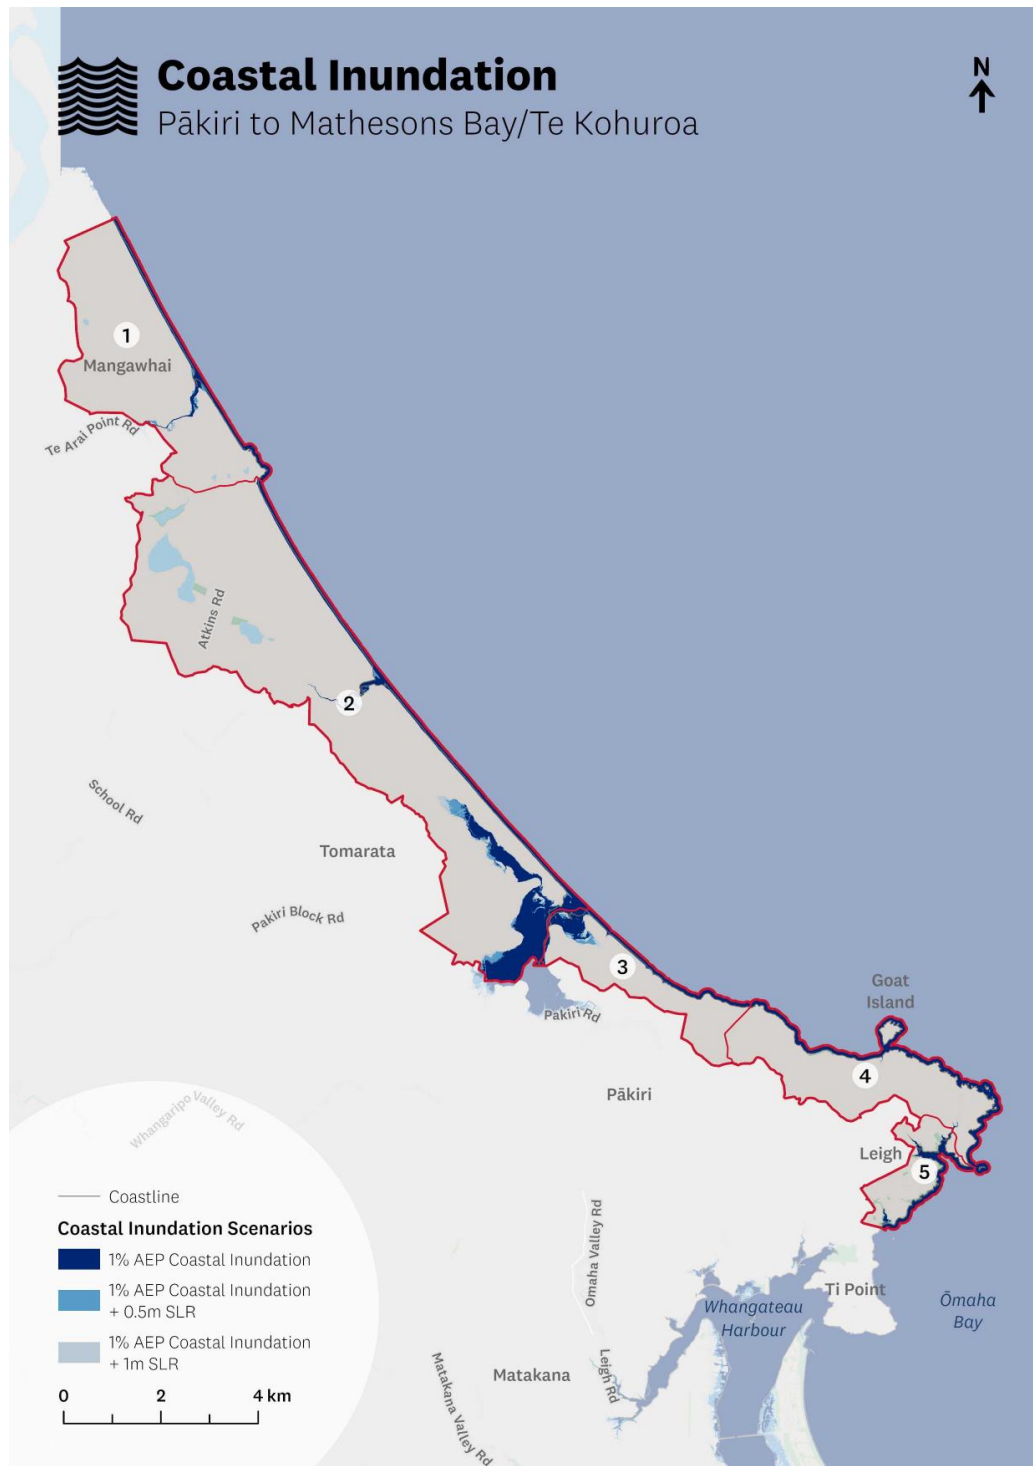 Coastal Inundation
Pākiri to Mathesons Bay/Te Kohuroa
N
1
Mangawhai
Te Arai Point Rd
Atkins Rd
2
School Rd
Tomarata
Pakiri Block Rd
3
Goat
Island
Pakiri Rd
4
Pākiri
Whangaripo Valley Rd
Leigh
5
Coastline
Coastal Inundation Scenarios
1% AEP Coastal Inundation
1% AEP Coastal Inundation
+ 0.5m SLR
1% AEP Coastal Inundation
+ 1m SLR
0 2 4 km
Omaha Valley Rd
Ti Point
Whangateau
Harbour
Ōmaha
Bay
Matakana
Leigh Rd
Matakana Valley Rd